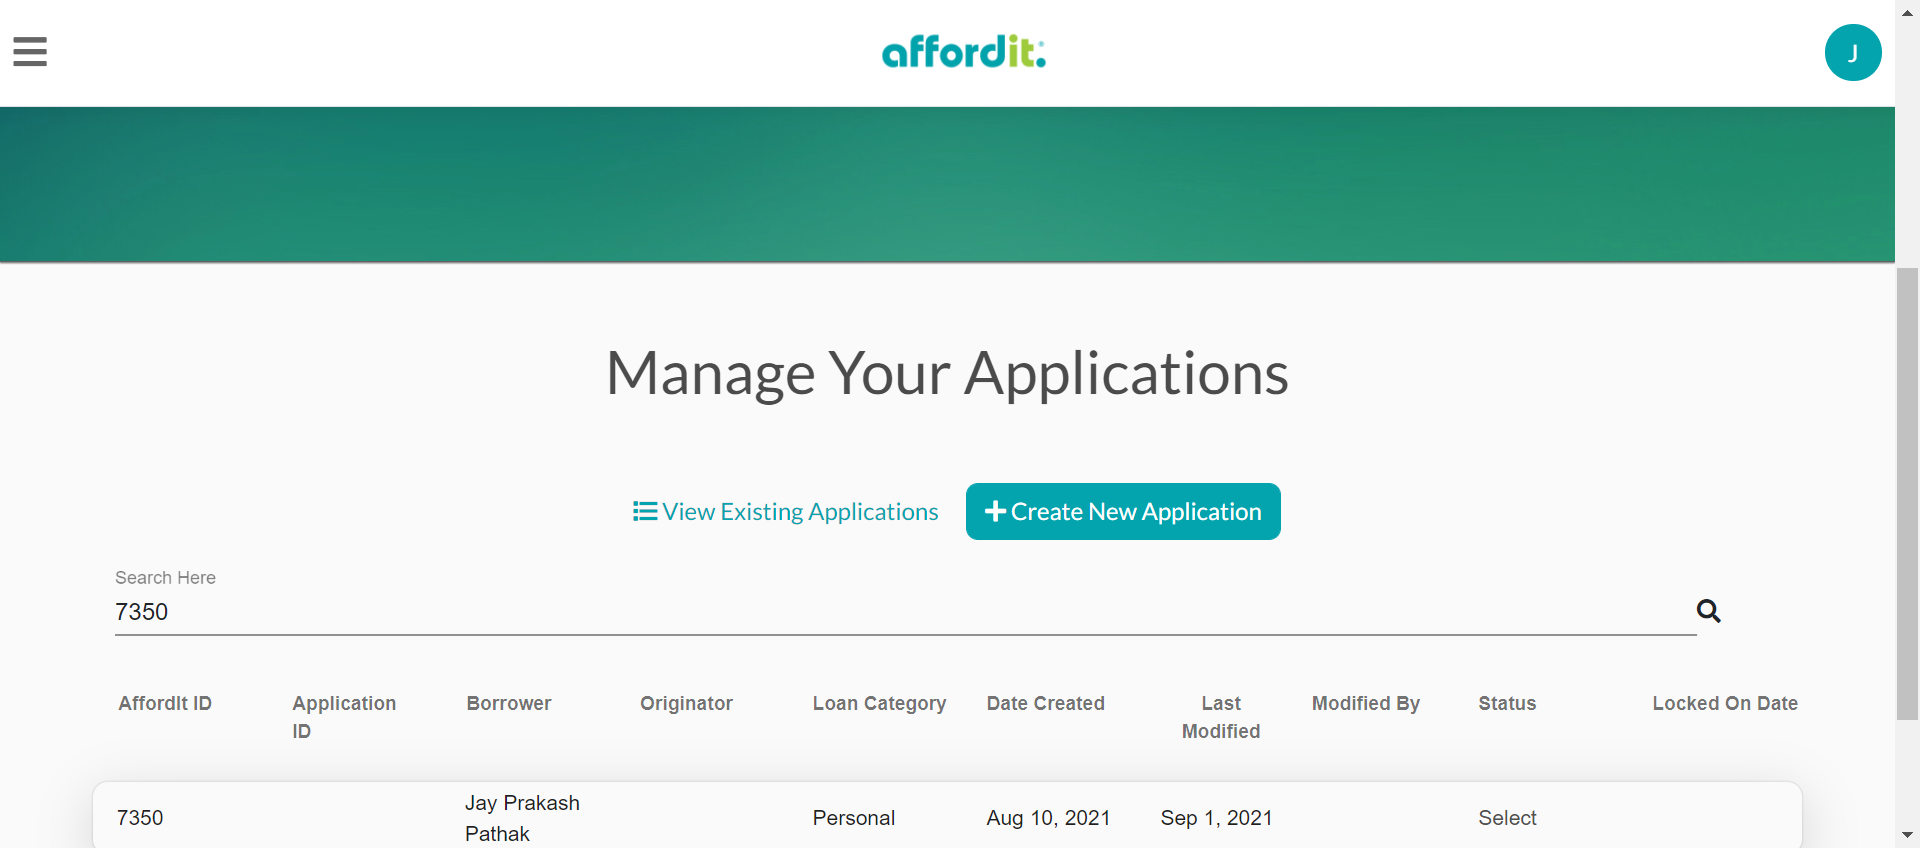 affordit:
J
Manage Your Applications
View Existing Applications
Create New Application
Search Here
7350
AffordIt ID
Application
ID
Borrower
Originator
Loan Category
Date Created
Last
Modified
Modified By
Status
Locked On Date
7350
Jay Prakash
Pathak
Personal
Aug 10, 2021
Sep 1, 2021
Select